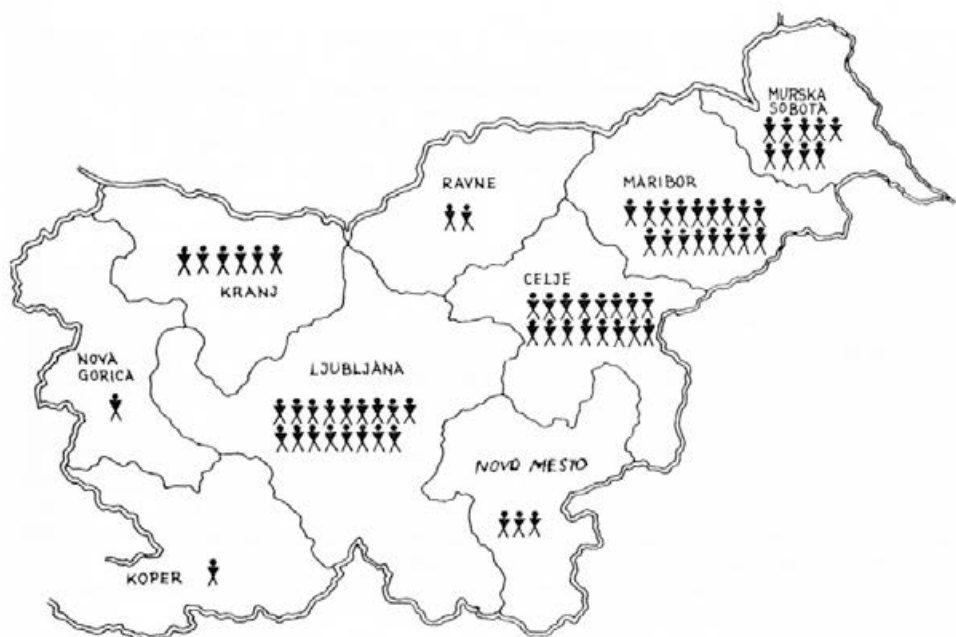 MURSKA
SOBOTA
RAVNE
MARIBOR
KRANJ
CELJE
NOVA
GORICA
LJUBLJANA
NOVO MESTO
KOPER